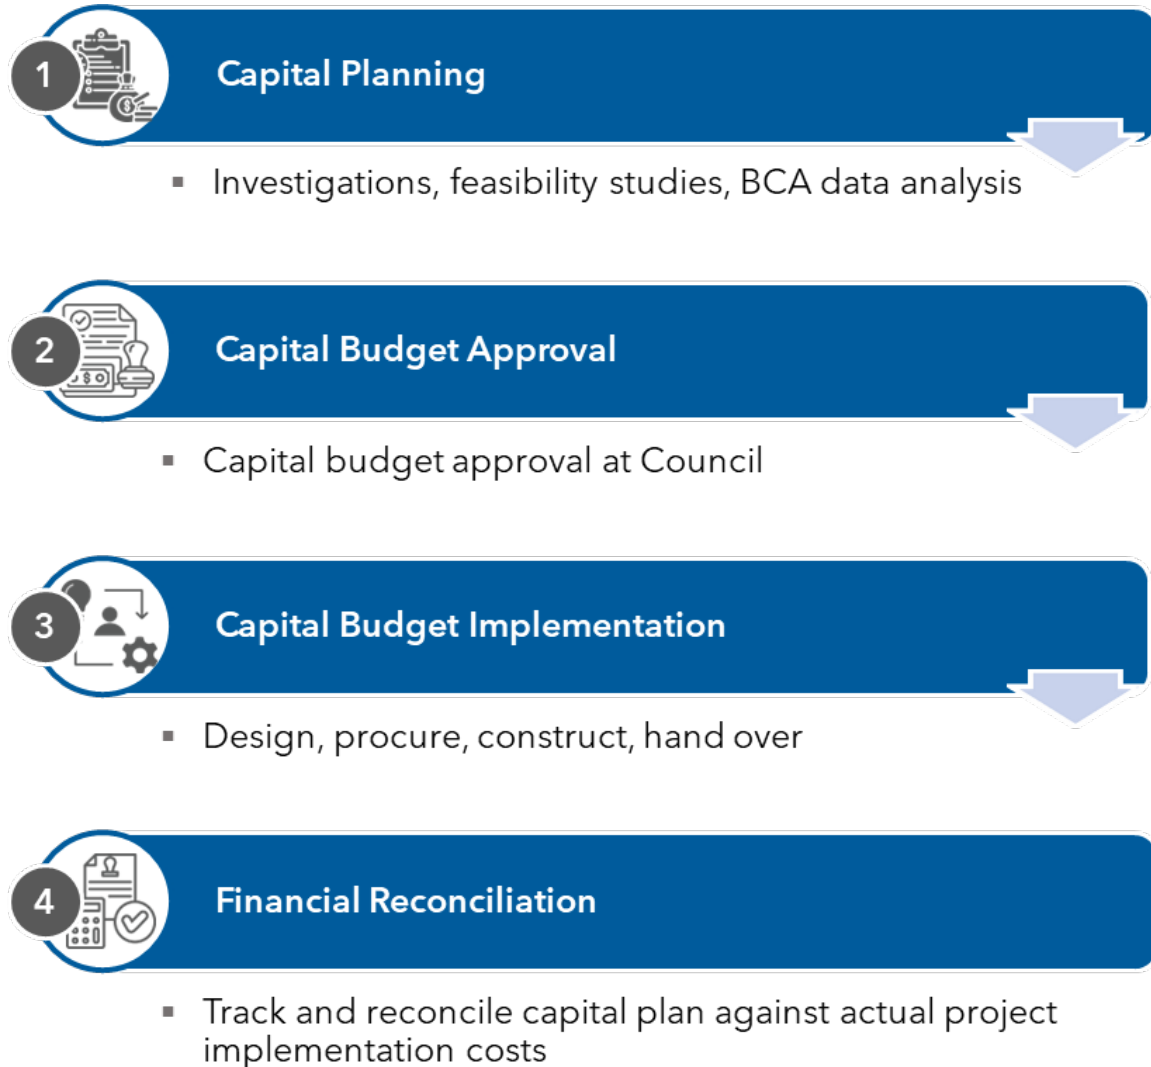 1
Capital Planning
▪ Investigations, feasibility studies, BCA data analysis
2
Capital Budget Approval
▪ Capital budget approval at Council
3
Capital Budget Implementation
▪ Design, procure, construct, hand over
4
Financial Reconciliation
▪ Track and reconcile capital plan against actual project
implementation costs